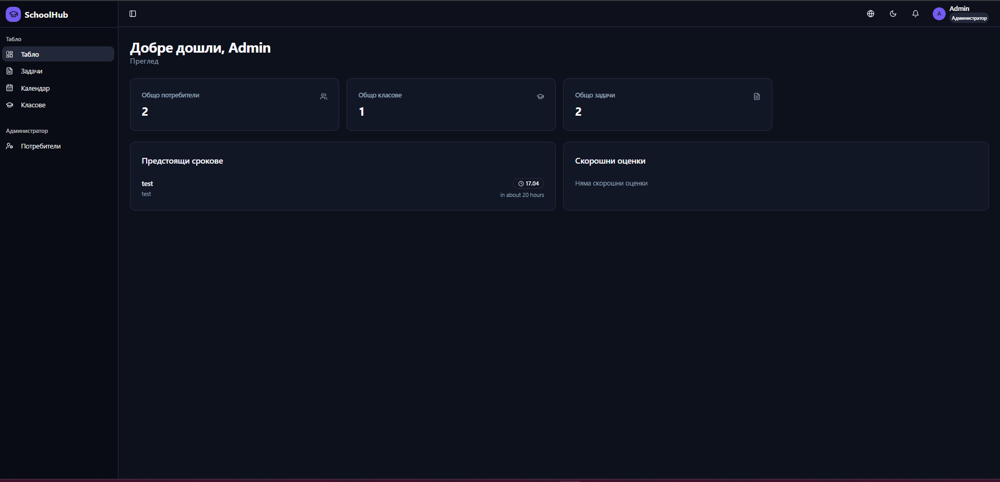 SchoolHub
Табло
Табло
Задачи
Календар
Класове
Администратор
Потребители
A
Admin
Администратор
Добре дошли, Admin
Преглед
Общо потребители
2
Общо класове
1
Общо задачи
2
Предстоящи срокове
test
17.04
test
in about 20 hours
Скорошни оценки
Няма скорошни оценки